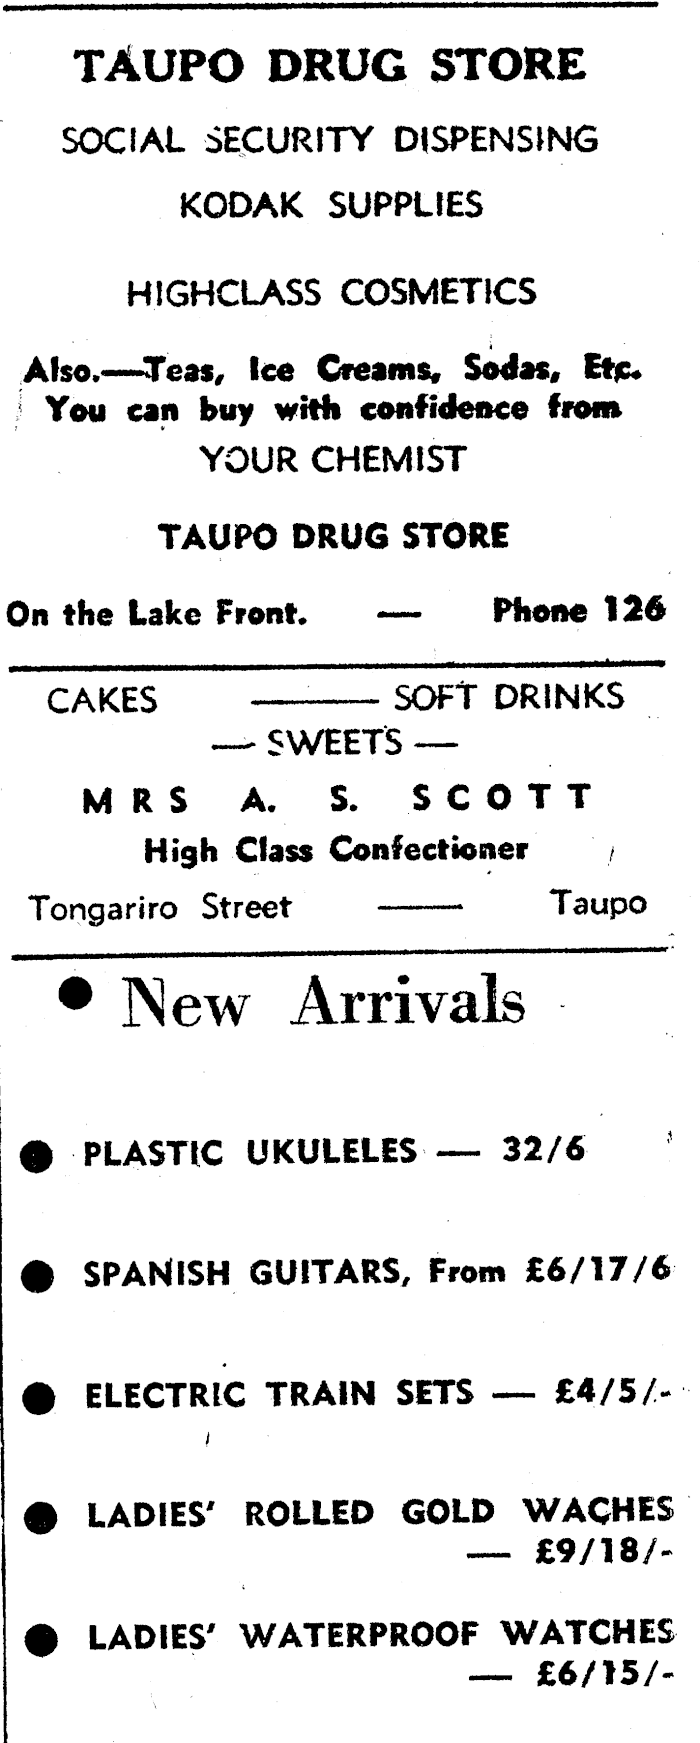 TAUPO DRUG STORE
SOCIAL SECURITY DISPENSING
KODAK SUPPLIES
HIGHCLASS COSMETICS
Also.—Teas, Ice Creams, Sodas, Etc.
You can buy with confidence from
YOUR CHEMIST
TAUPO DRUG STORE
On the Lake Front. — Phone 126
CAKES ——— SOFT DRINKS
— SWEETS —
MRS A. S. SCOTT
High Class Confectioner
Tongariro Street —— Taupo
● New Arrivals
● PLASTIC UKULELES — 32/6
● SPANISH GUITARS, From £6/17/6
● ELECTRIC TRAIN SETS — £4/5/-
● LADIES' ROLLED GOLD WACHES
— £9/18/-
● LADIES' WATERPROOF WATCHES
— £6/15/-